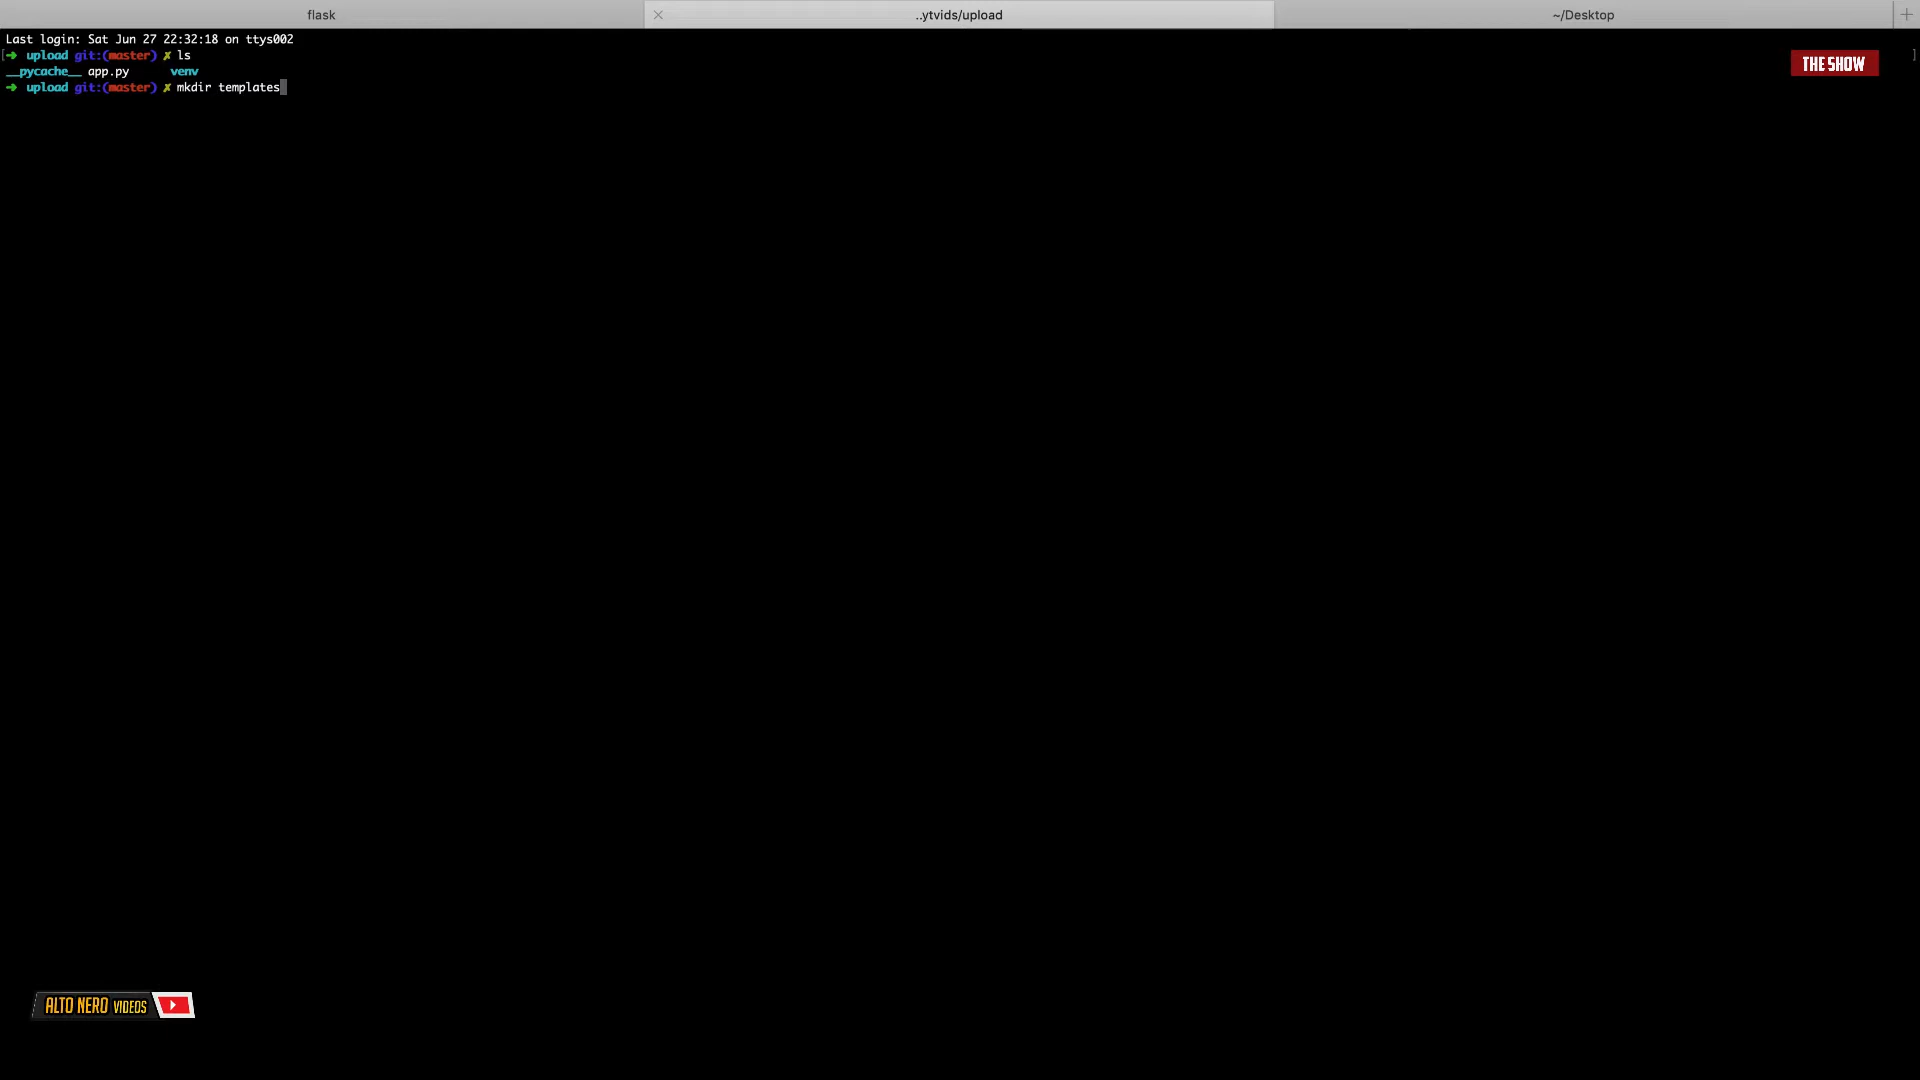 flask
..ytvids/upload
~/Desktop
Last login: Sat Jun 27 22:32:18 on ttys002
[➜ upload git:(master) ✗ ls ]
__pycache__ app.py venv
➜ upload git:(master) ✗ mkdir templates
THE SHOW
ALTO NERO VIDEOS